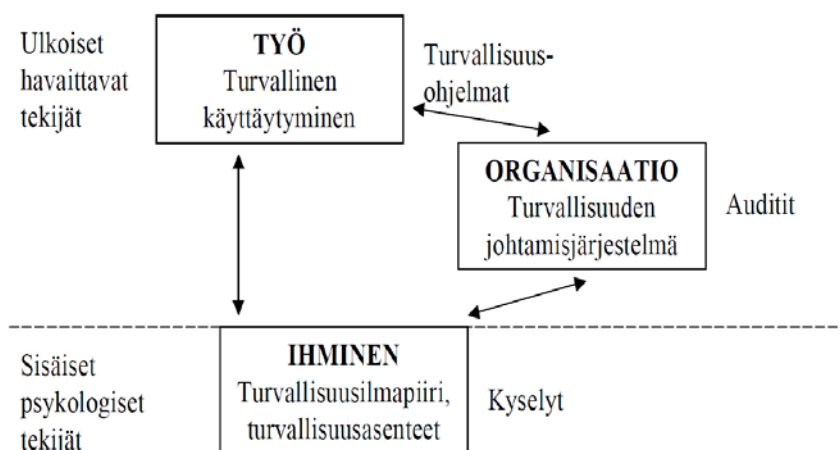 Ulkoiset
havaittavat
tekijät
TYÖ
Turvallinen
käyttäytyminen
Turvallisuus-
ohjelmat
ORGANISAATIO
Turvallisuuden
johtamisjärjestelmä
Auditit
Sisäiset
psykologiset
tekijät
IHMINEN
Turvallisuusilmapiiri,
turvallisuusasenteet
Kyselyt